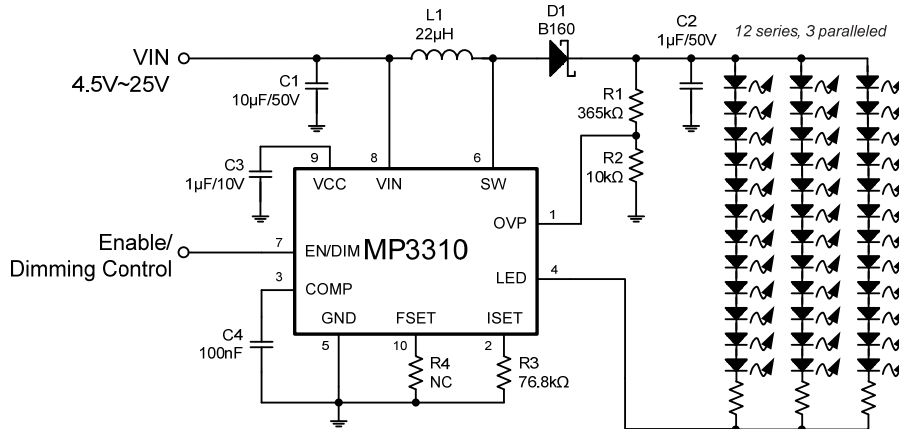 L1
22µH
D1
B160
C2
1µF/50V
12 series, 3 paralleled
VIN
4.5V~25V
C1
10µF/50V
R1
365kΩ
R2
10kΩ
C3
1µF/10V
9
8
6
VCC
VIN
SW
OVP
1
Enable/
Dimming Control
7
EN/DIM
MP3310
3
COMP
LED
4
GND
FSET
ISET
5
10
2
C4
100nF
R4
NC
R3
76.8kΩ